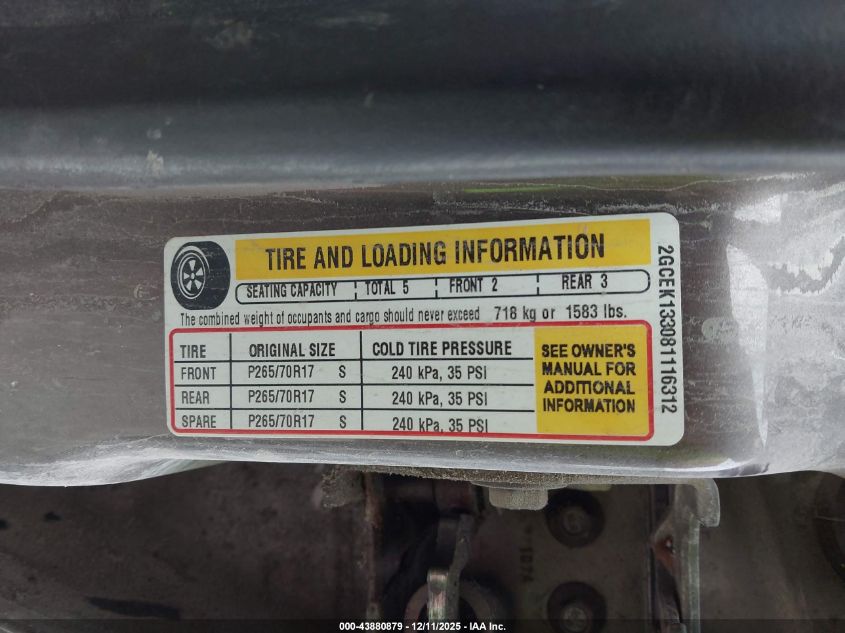 TIRE AND LOADING INFORMATION
SEATING CAPACITY TOTAL 5 FRONT 2 REAR 3
The combined weight of occupants and cargo should never exceed 718 kg or 1583 lbs.
TIRE ORIGINAL SIZE COLD TIRE PRESSURE
FRONT P265/70R17 S 240 kPa, 35 PSI
REAR P265/70R17 S 240 kPa, 35 PSI
SPARE P265/70R17 S 240 kPa, 35 PSI
SEE OWNER'S
MANUAL FOR
ADDITIONAL
INFORMATION
2GCEK133081116312
000-43880879 - 12/11/2025 - IAA Inc.